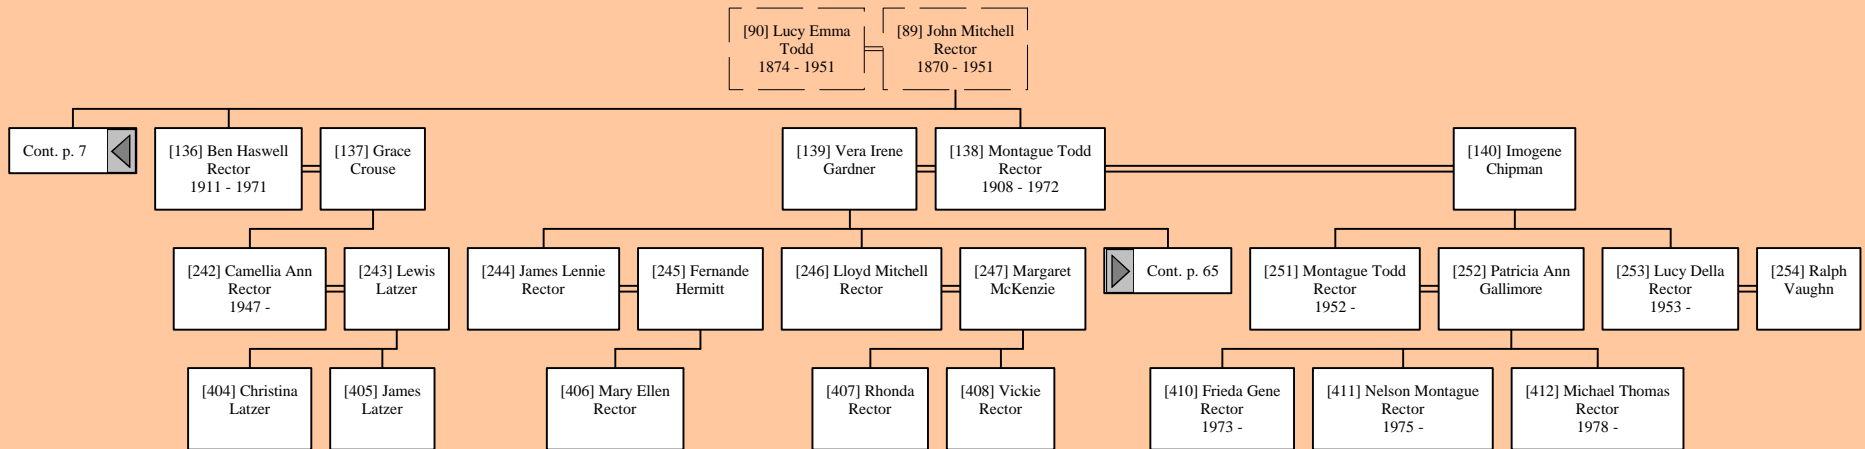 [90] Lucy Emma
Todd
1874 - 1951
[89] John Mitchell
Rector
1870 - 1951
Cont. p. 7
[136] Ben Haswell
Rector
1911 - 1971
[137] Grace
Crouse
[139] Vera Irene
Gardner
[138] Montague Todd
Rector
1908 - 1972
[140] Imogene
Chipman
[242] Camellia Ann
Rector
1947 -
[243] Lewis
Latzer
[244] James Lennie
Rector
[245] Fernande
Hermitt
[246] Lloyd Mitchell
Rector
[247] Margaret
McKenzie
Cont. p. 65
[251] Montague Todd
Rector
1952 -
[252] Patricia Ann
Gallimore
[253] Lucy Della
Rector
1953 -
[254] Ralph
Vaughn
[404] Christina
Latzer
[405] James
Latzer
[406] Mary Ellen
Rector
[407] Rhonda
Rector
[408] Vickie
Rector
[410] Frieda Gene
Rector
1973 -
[411] Nelson Montague
Rector
1975 -
[412] Michael Thomas
Rector
1978 -